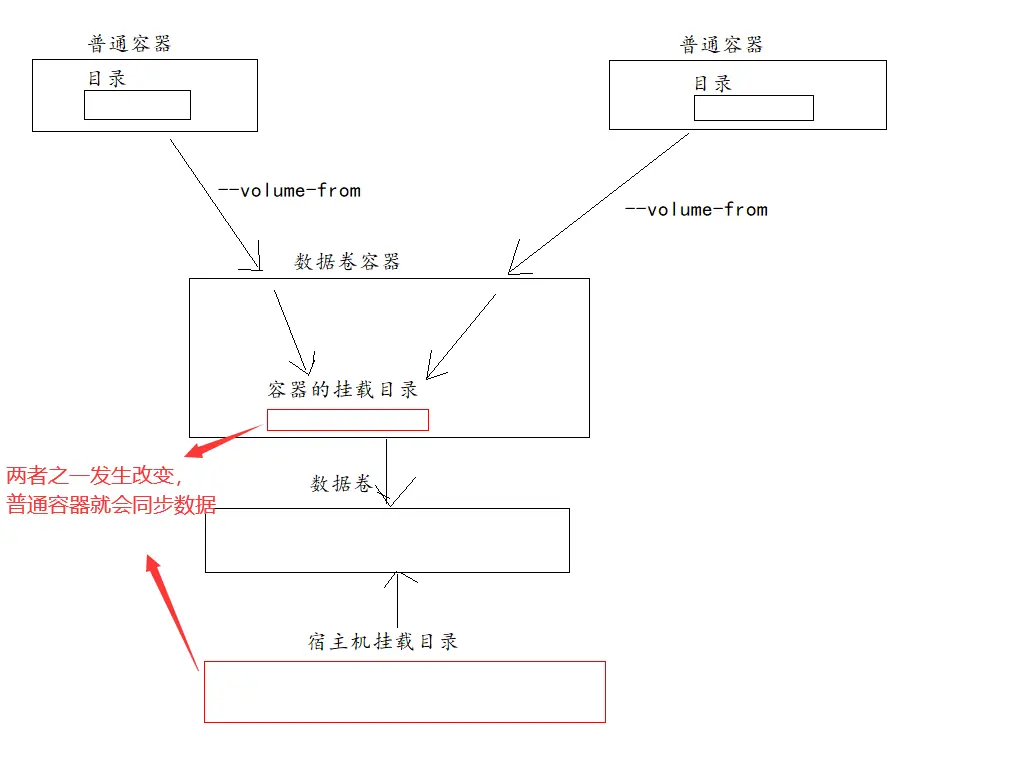 普通容器
普通容器
目录
目录
--volume-from
--volume-from
数据卷容器
容器的挂载目录
两者之一发生改变，
普通容器就会同步数据
数据卷
宿主机挂载目录